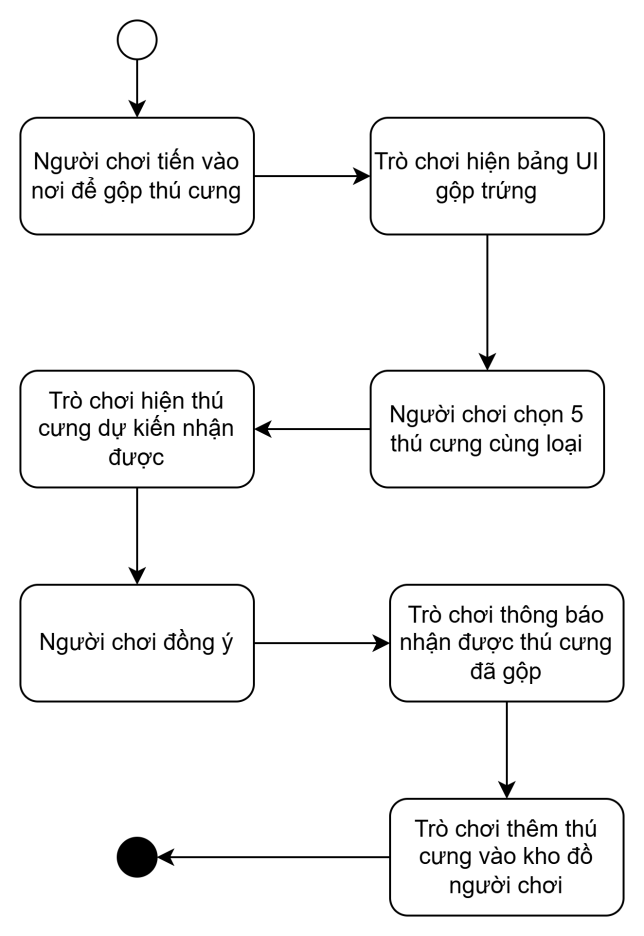 Người chơi tiến vào
nơi để gộp thú cưng
Trò chơi hiện bảng UI
gộp trứng
Người chơi chọn 5
thú cưng cùng loại
Trò chơi hiện thú
cưng dự kiến nhận
được
Người chơi đồng ý
Trò chơi thông báo
nhận được thú cưng
đã gộp
Trò chơi thêm thú
cưng vào kho đồ
người chơi